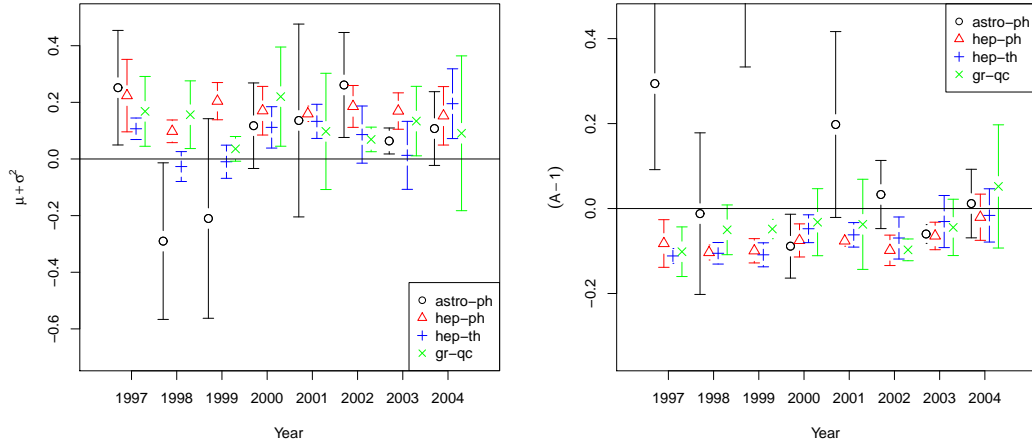 μ + σ²
0.4
0.2
0.0
−0.2
−0.4
−0.6
astro−ph
hep−ph
hep−th
gr−qc
1997 1998 1999 2000 2001 2002 2003 2004
Year
(A − 1)
0.4
0.2
0.0
−0.2
astro−ph
hep−ph
hep−th
gr−qc
1997 1998 1999 2000 2001 2002 2003 2004
Year